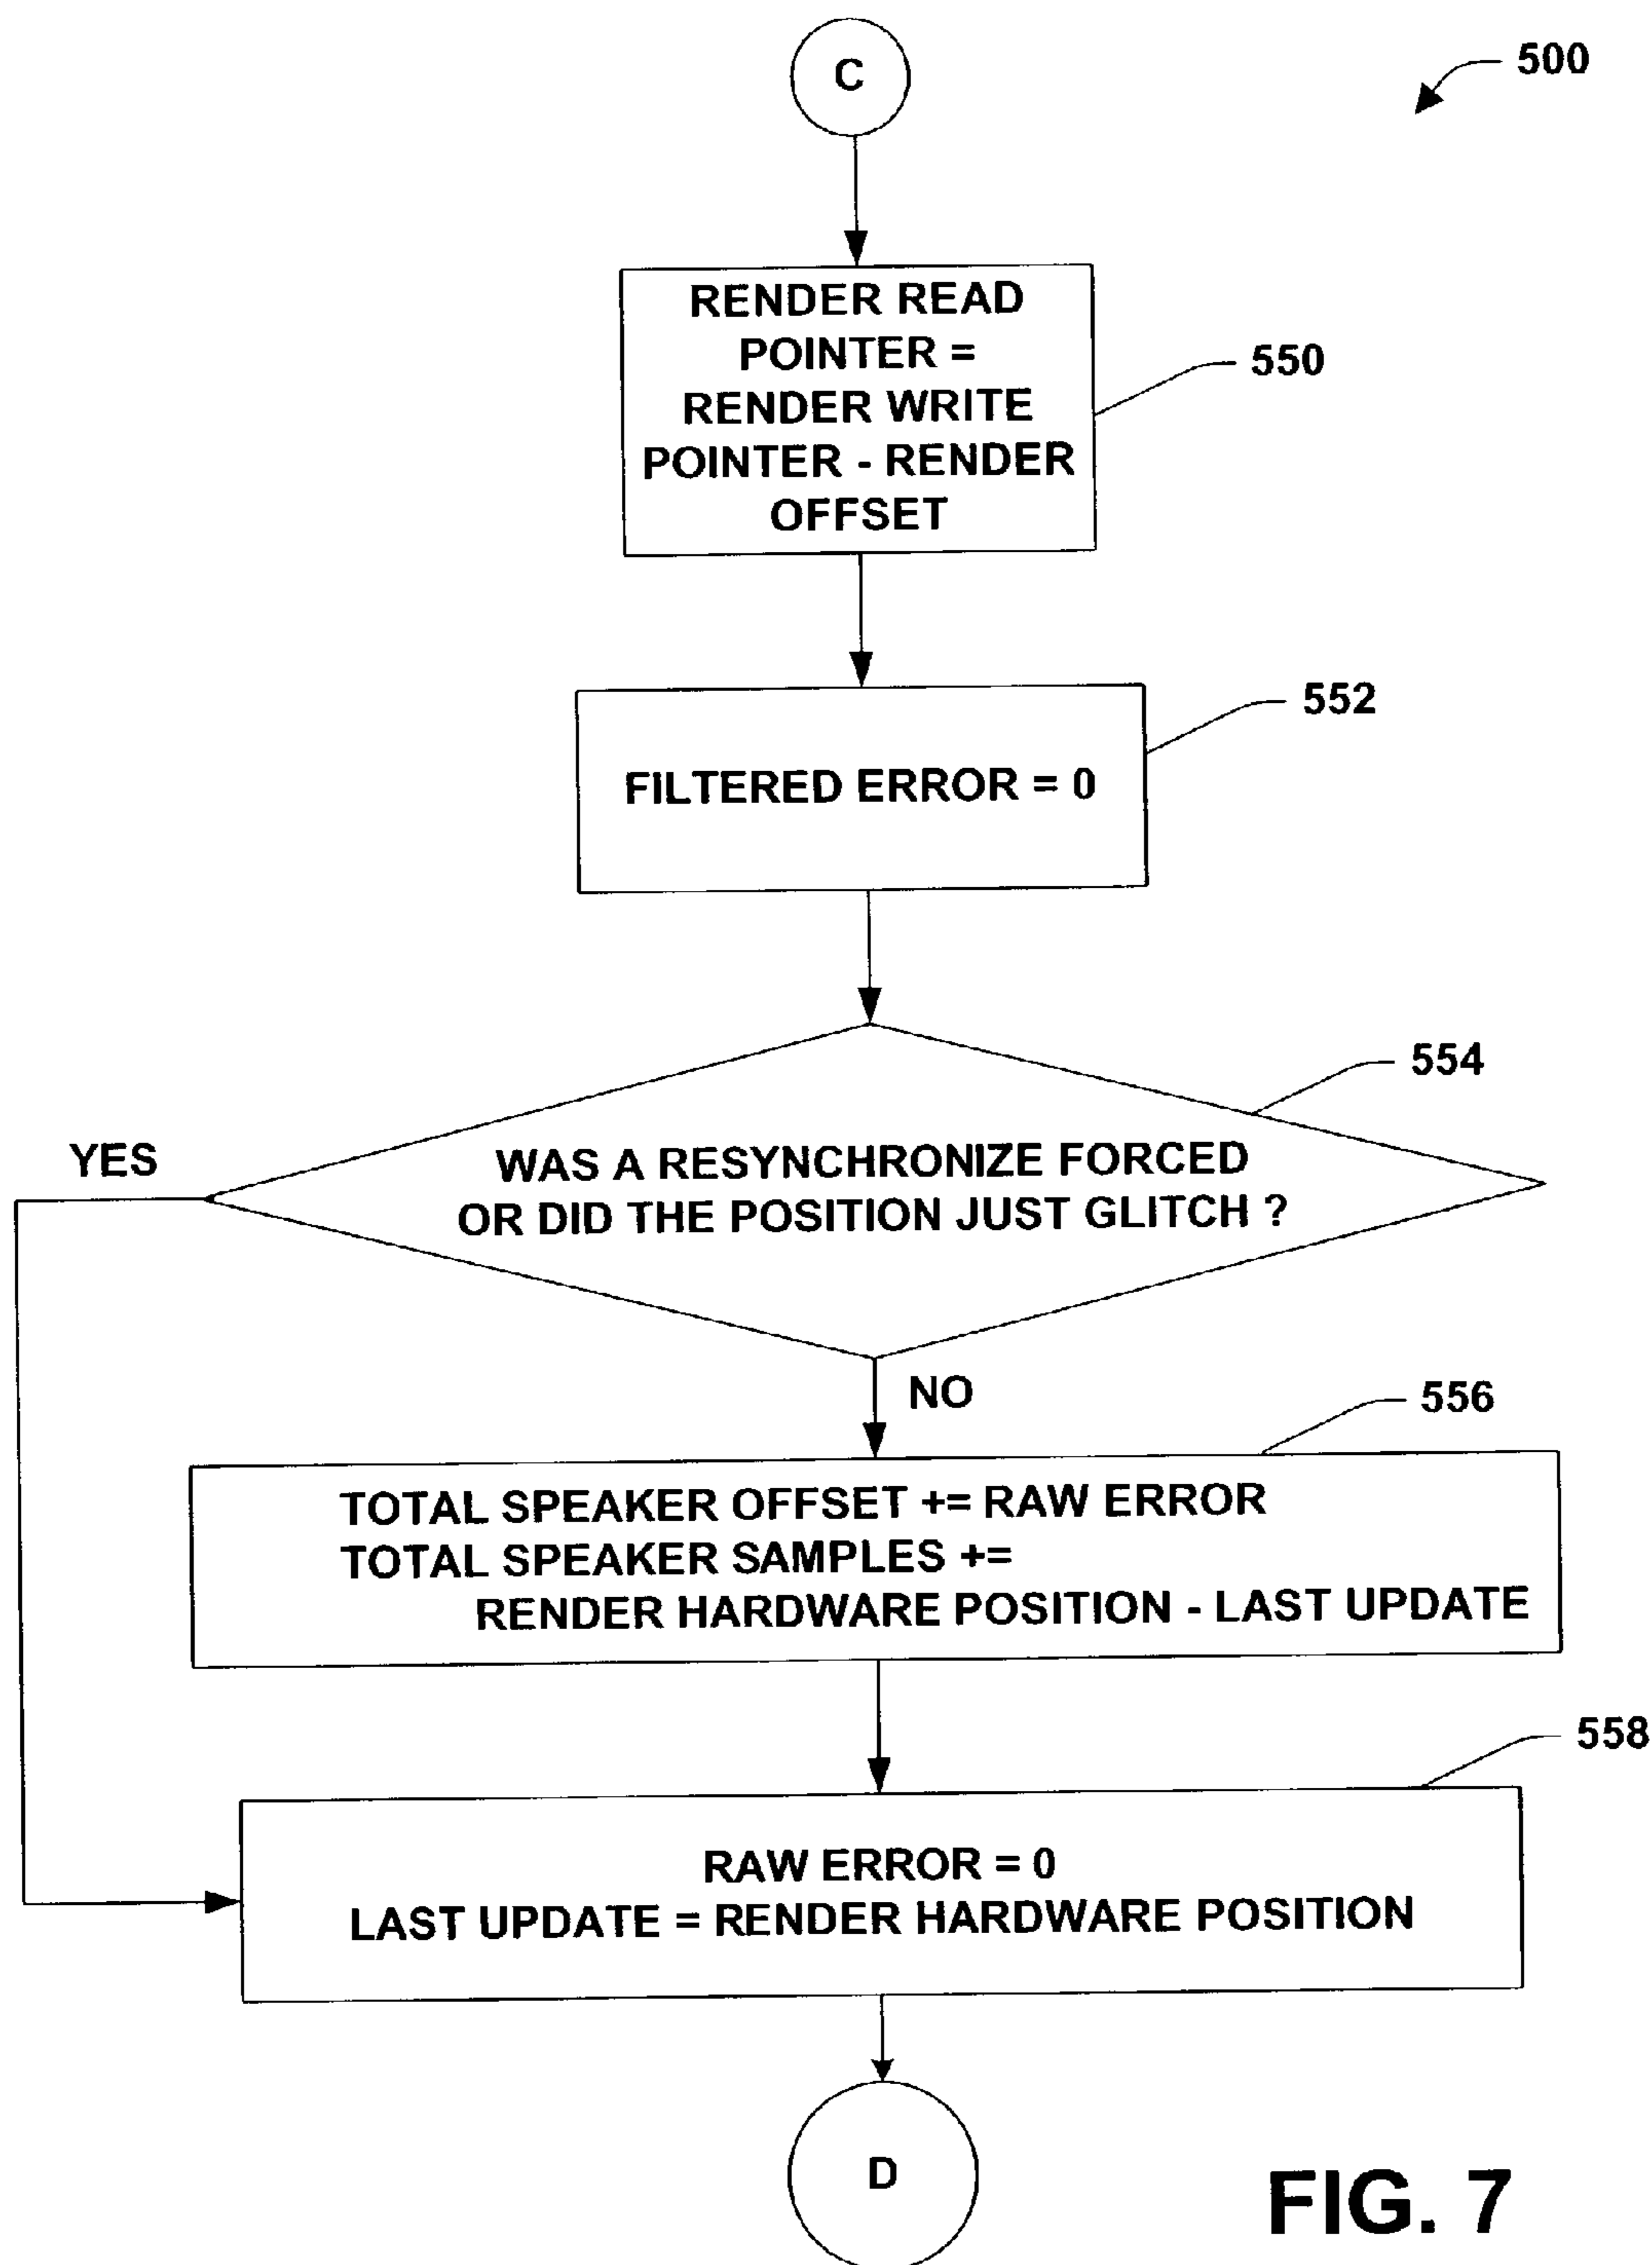 C
500
RENDER READ
POINTER =
RENDER WRITE
POINTER - RENDER
OFFSET
550
552
FILTERED ERROR = 0
554
YES
WAS A RESYNCHRONIZE FORCED
OR DID THE POSITION JUST GLITCH ?
NO
556
TOTAL SPEAKER OFFSET += RAW ERROR
TOTAL SPEAKER SAMPLES +=
RENDER HARDWARE POSITION - LAST UPDATE
558
RAW ERROR = 0
LAST UPDATE = RENDER HARDWARE POSITION
D
FIG. 7